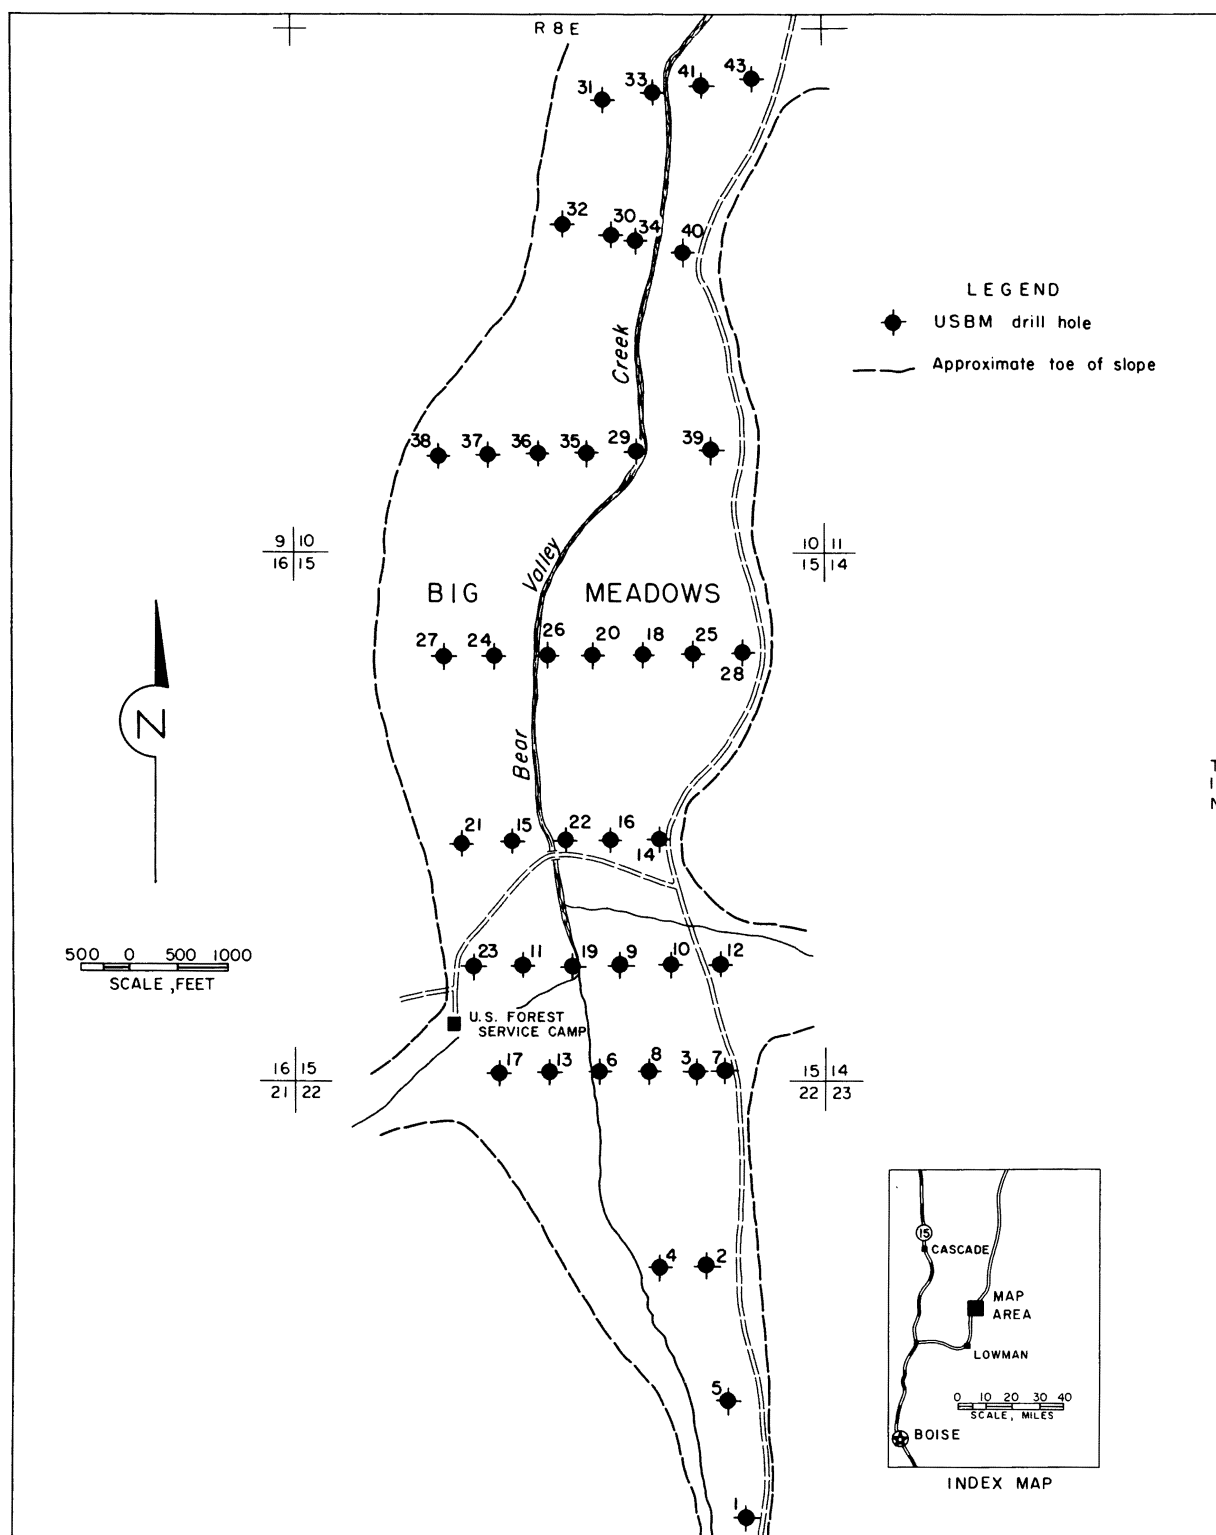 R 8 E
31 33 41 43
32 30 34 40
LEGEND
USBM drill hole
Approximate toe of slope
Creek
38 37 36 35 29 39
9 10
16 15
10 11
15 14
Valley
BIG MEADOWS
27 24 26 20 18 25 28
N
Bear
21 15 22 16 14
500 0 500 1000
SCALE, FEET
23 11 19 9 10 12
U.S. FOREST
SERVICE CAMP
17 13 6 8 3 7
16 15
21 22
15 14
22 23
4 2
5
1
15
CASCADE
MAP
AREA
LOWMAN
0 10 20 30 40
SCALE, MILES
BOISE
INDEX MAP